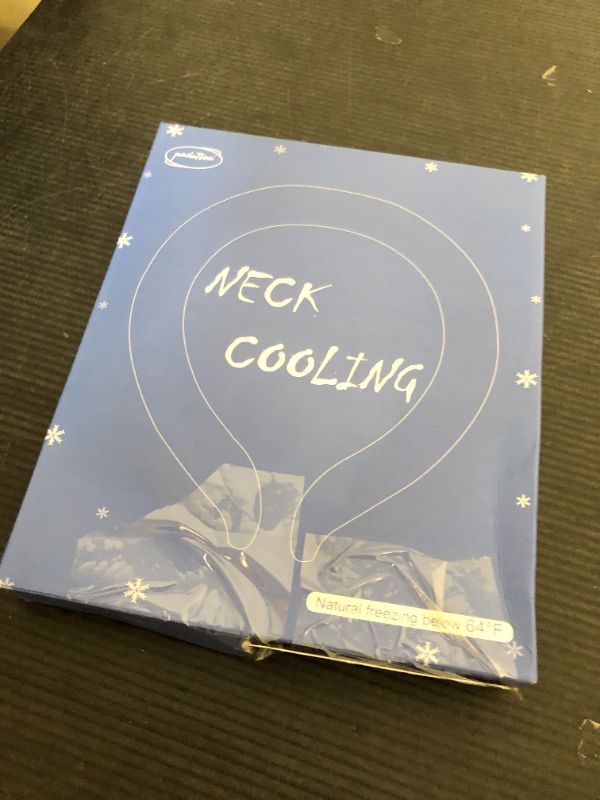 NECK
COOLING
Natural freezing below 64°F